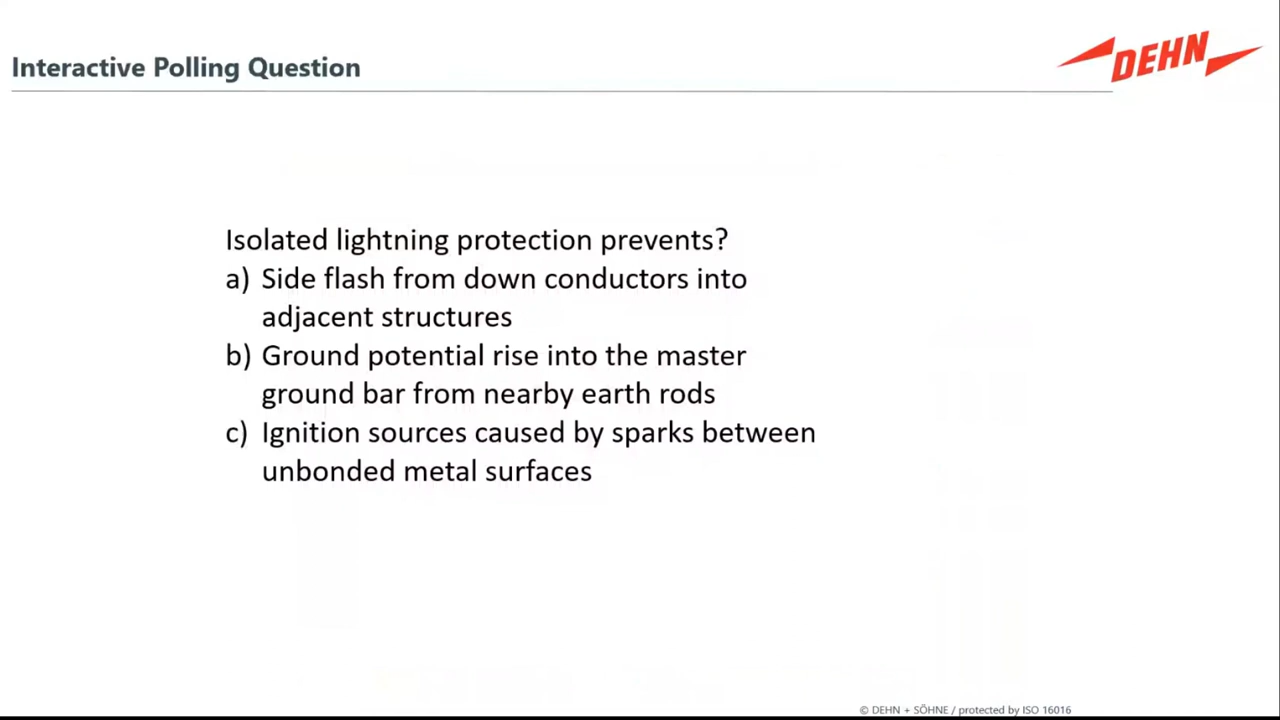 Interactive Polling Question
DEHN
Isolated lightning protection prevents?
a) Side flash from down conductors into
adjacent structures
b) Ground potential rise into the master
ground bar from nearby earth rods
c) Ignition sources caused by sparks between
unbonded metal surfaces
© DEHN + SÖHNE / protected by ISO 16016